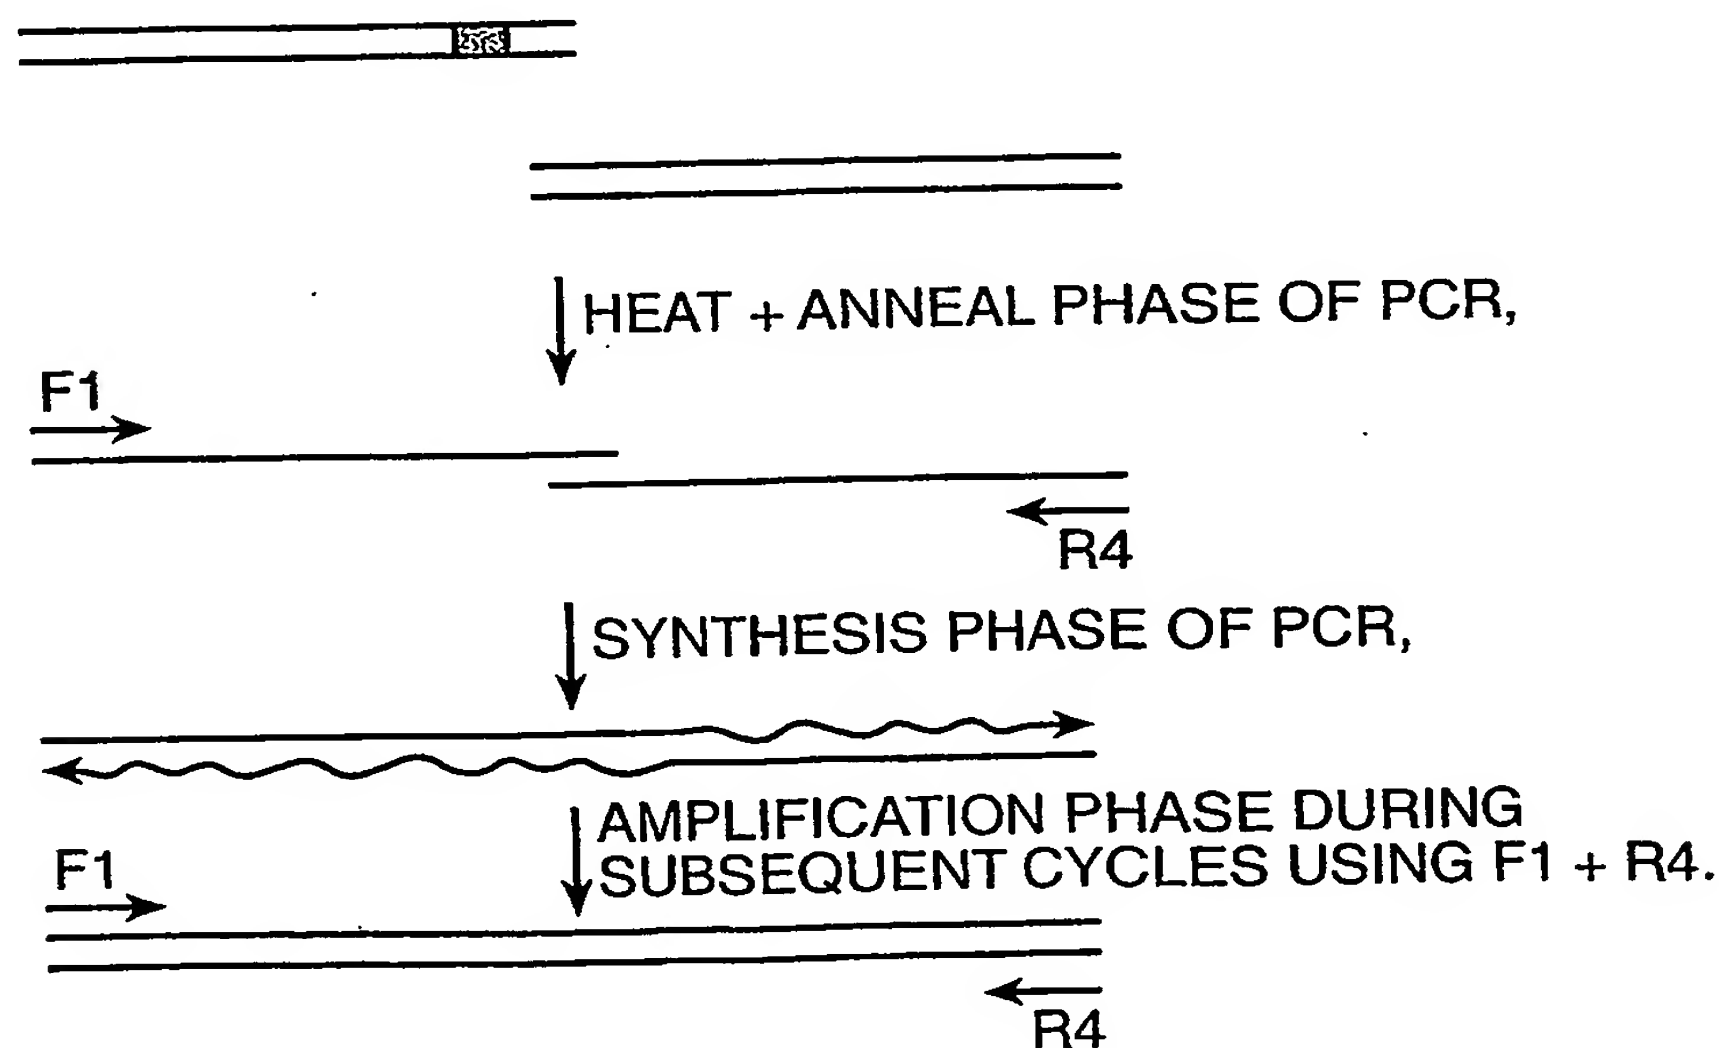 HEAT + ANNEAL PHASE OF PCR,
F1
R4
SYNTHESIS PHASE OF PCR,
AMPLIFICATION PHASE DURING
SUBSEQUENT CYCLES USING F1 + R4.
F1
R4